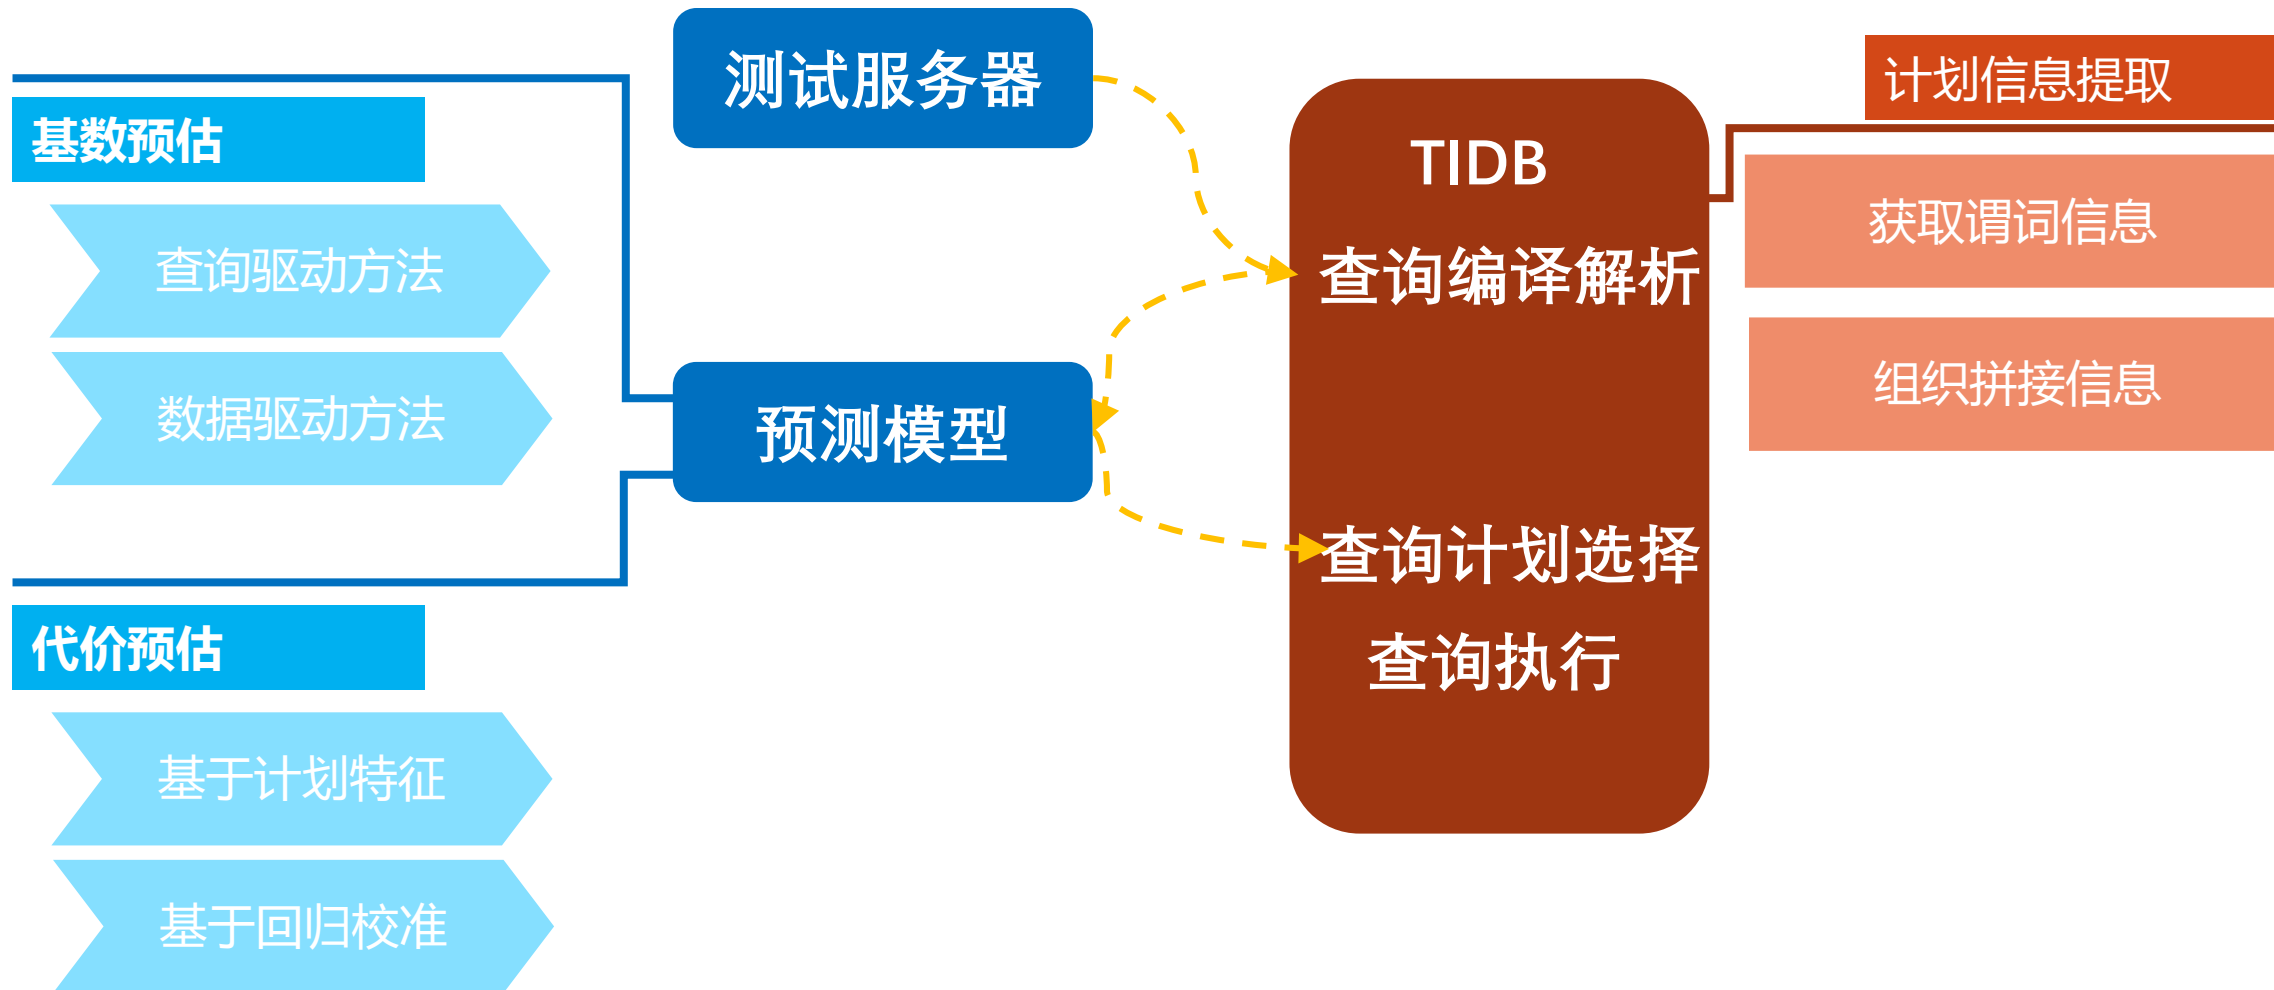 测试服务器
基数预估
查询驱动方法
数据驱动方法
预测模型
代价预估
基于计划特征
基于回归校准
TIDB
查询编译解析
查询计划选择
查询执行
计划信息提取
获取谓词信息
组织拼接信息